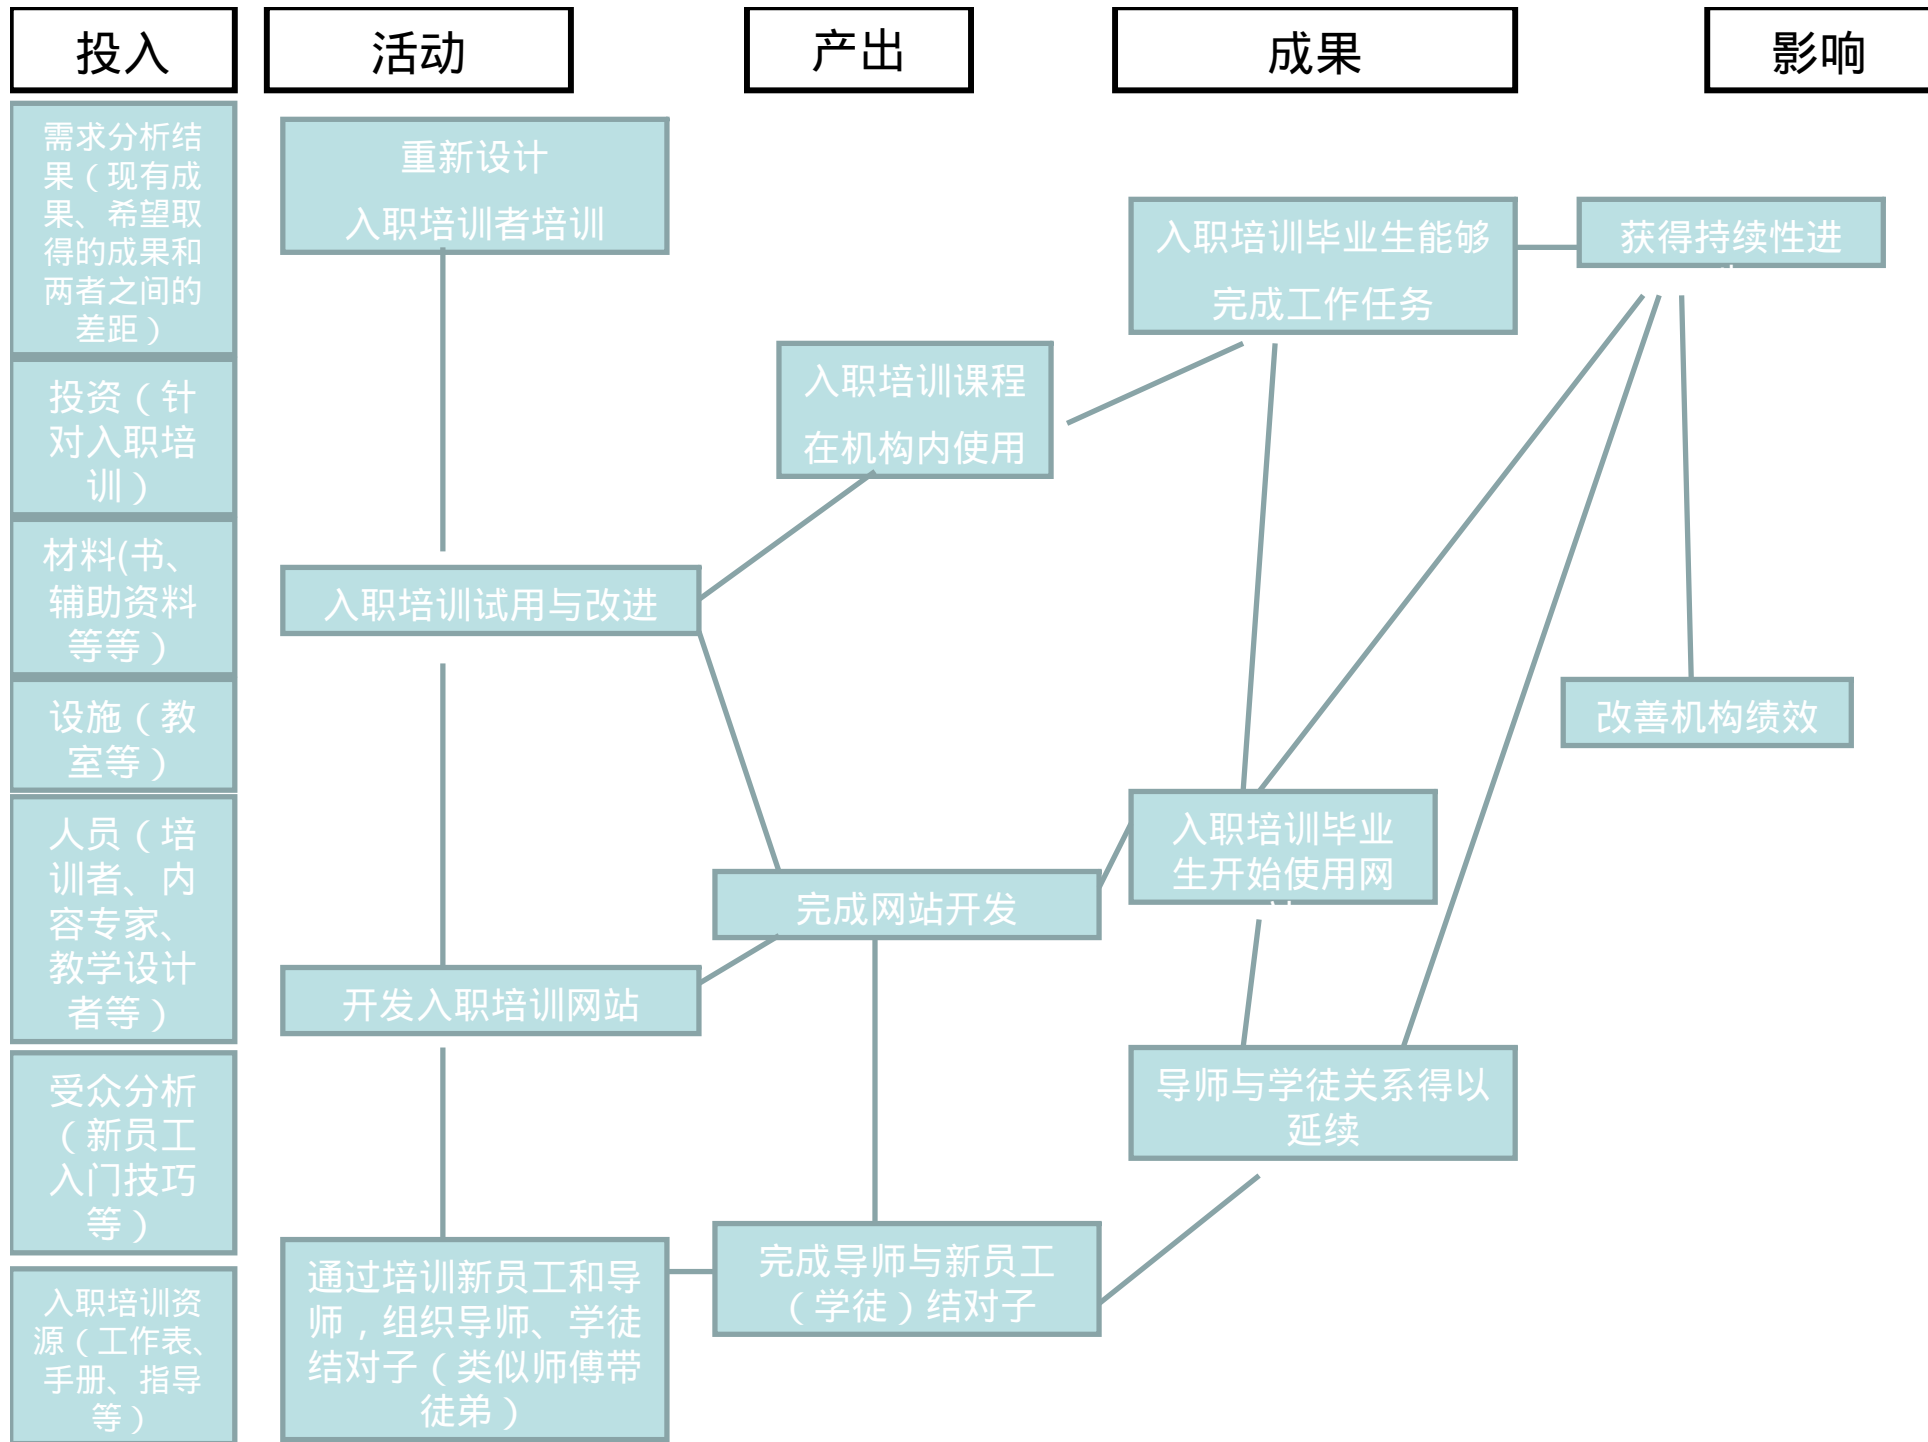 投入
活动
产出
成果
影响
需求分析结
果（现有成
果、希望取
得的成果和
两者之间的
差距）
投资（针
对入职培
训）
材料(书、
辅助资料
等等）
设施（教
室等）
人员（培
训者、内
容专家、
教学设计
者等）
受众分析
（新员工
入门技巧
等）
入职培训资
源（工作表、
手册、指导
等）
重新设计
入职培训者培训
入职培训试用与改进
开发入职培训网站
通过培训新员工和导
师，组织导师、学徒
结对子（类似师傅带
徒弟）
入职培训课程
在机构内使用
完成网站开发
完成导师与新员工
（学徒）结对子
入职培训毕业生能够
完成工作任务
入职培训毕业
生开始使用网
导师与学徒关系得以
延续
获得持续性进
改善机构绩效